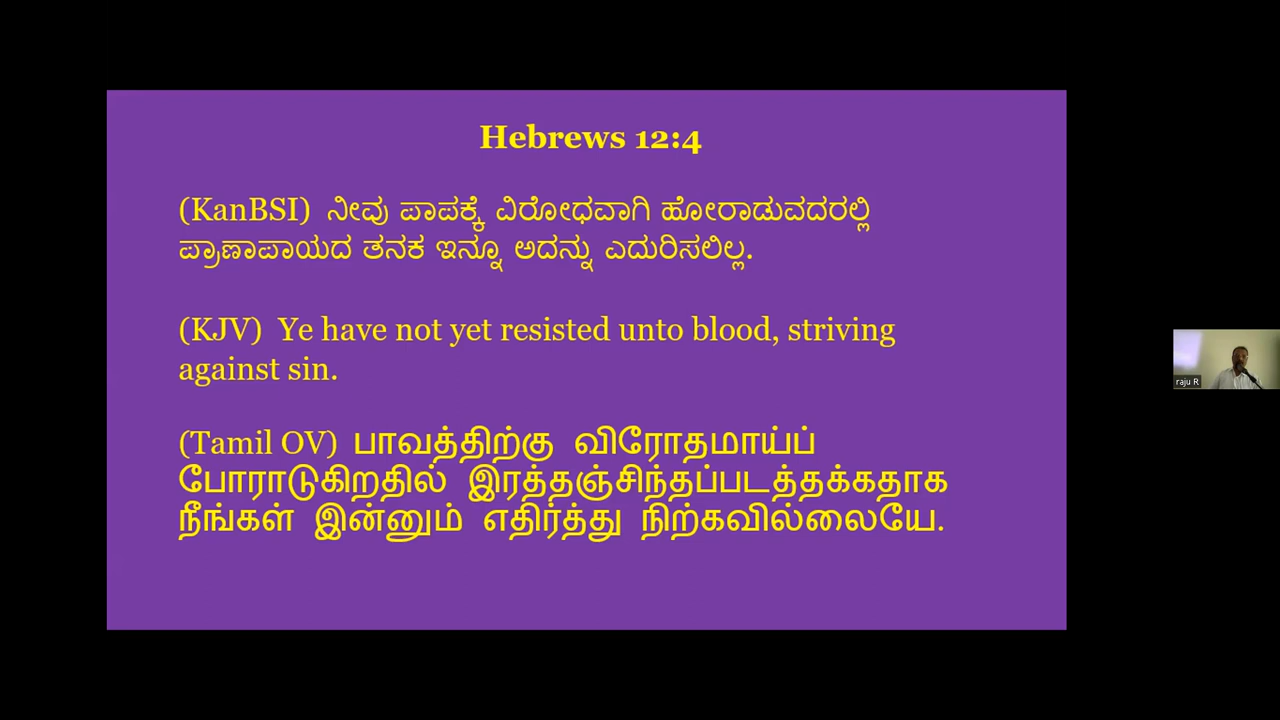 Hebrews 12:4
(KanBSI) ನೀವು ಪಾಪಕ್ಕೆ ವಿರೋಧವಾಗಿ ಹೋರಾಡುವದರಲ್ಲಿ
ಪ್ರಾಣಾಪಾಯದ ತನಕ ಇನ್ನೂ ಅದನ್ನು ಎದುರಿಸಲಿಲ್ಲ.
(KJV) Ye have not yet resisted unto blood, striving
against sin.
(Tamil OV) பாவத்திற்கு விரோதமாய்ப்
போராடுகிறதில் இரத்தஞ்சிந்தப்படத்தக்கதாக
நீங்கள் இன்னும் எதிர்த்து நிற்கவில்லையே.
raju R